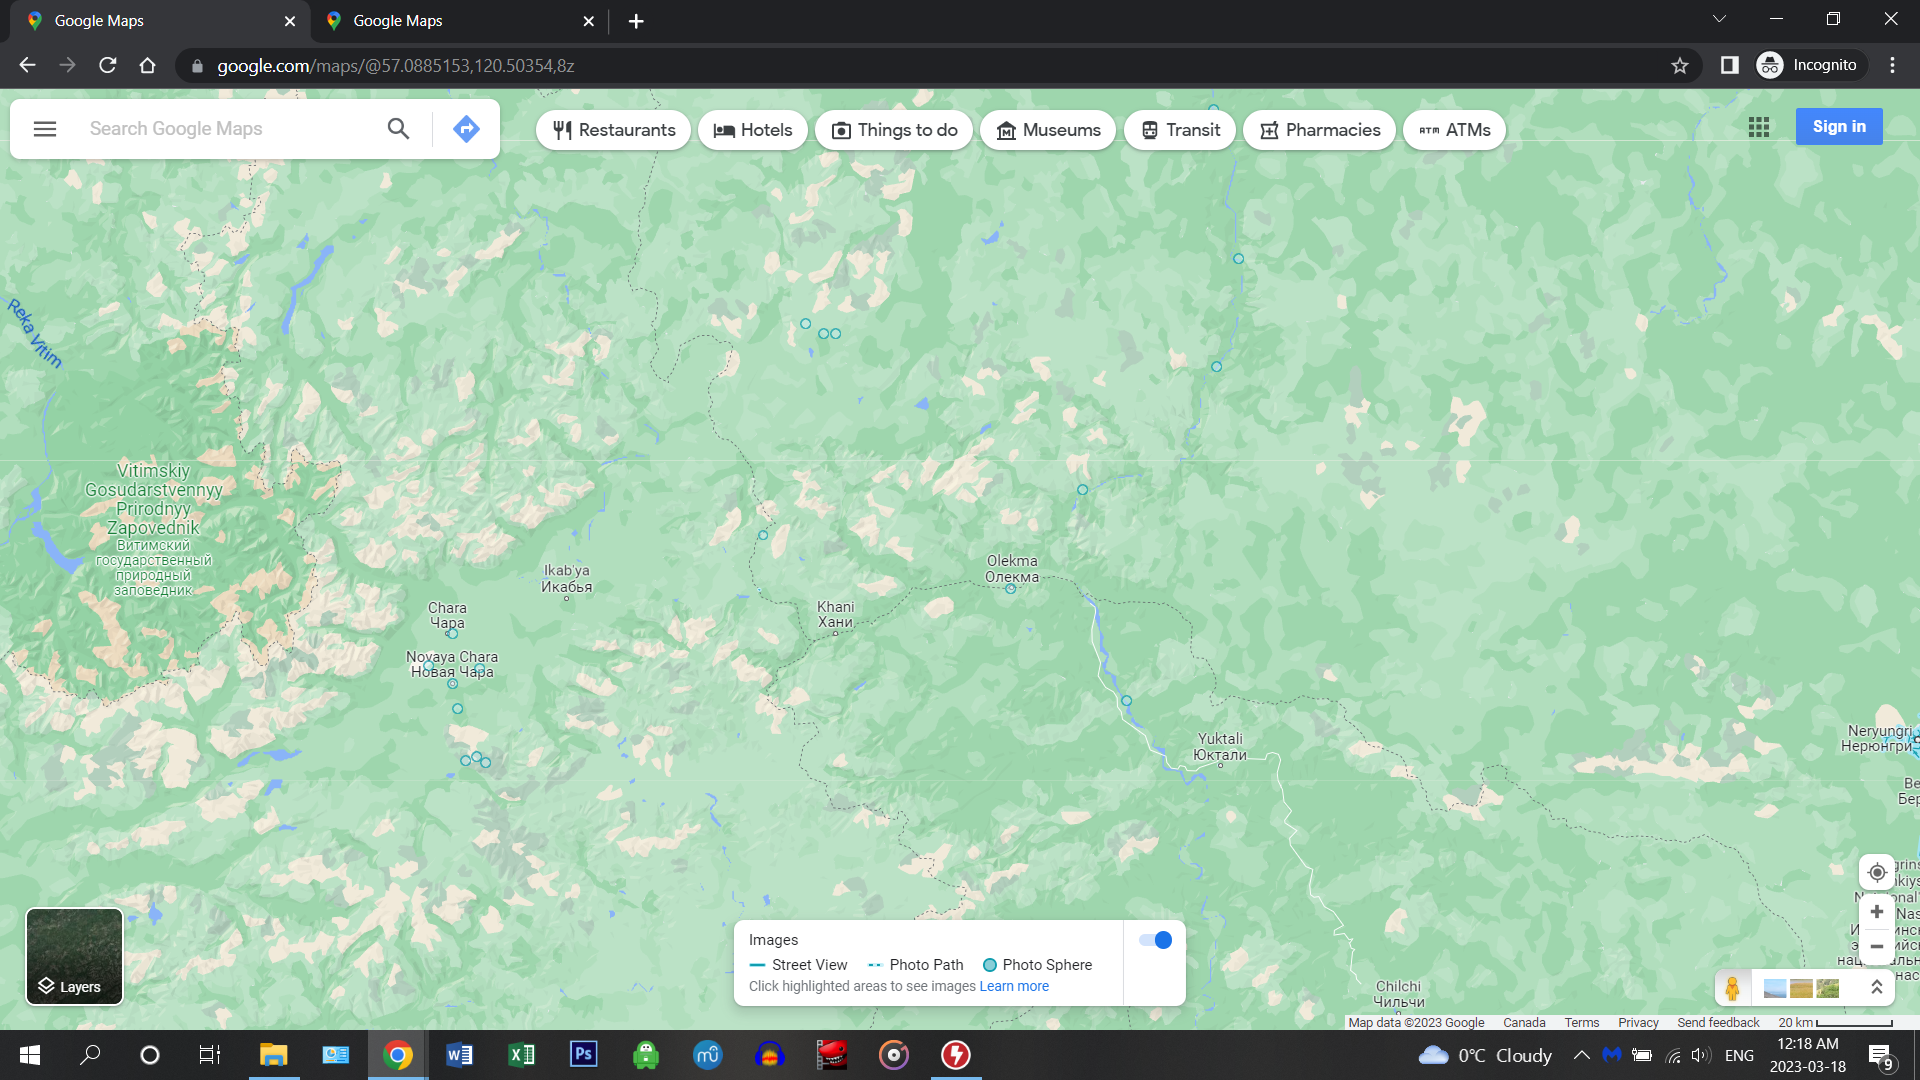 Google Maps
Google Maps
google.com/maps/@57.0885153,120.50354,8z
Incognito
Search Google Maps
Restaurants
Hotels
Things to do
Museums
Transit
Pharmacies
ATM ATMs
Sign in
Reka Vitim
Vitimskiy
Gosudarstvennyy
Prirodnyy
Zapovednik
Витимский
государственный
природный
заповедник
Ikab'ya
Икабья
Chara
Чара
Novaya Chara
Новая Чара
Khani
Хани
Olekma
Олекма
Yuktali
Юктали
Neryungri
Нерюнгри
Be
Бер
Chilchi
Чильчи
Layers
Images
Street View
Photo Path
Photo Sphere
Click highlighted areas to see images Learn more
Map data ©2023 Google Canada Terms Privacy Send feedback 20 km
W
X
Ps
0°C Cloudy
ENG
12:18 AM
2023-03-18
9